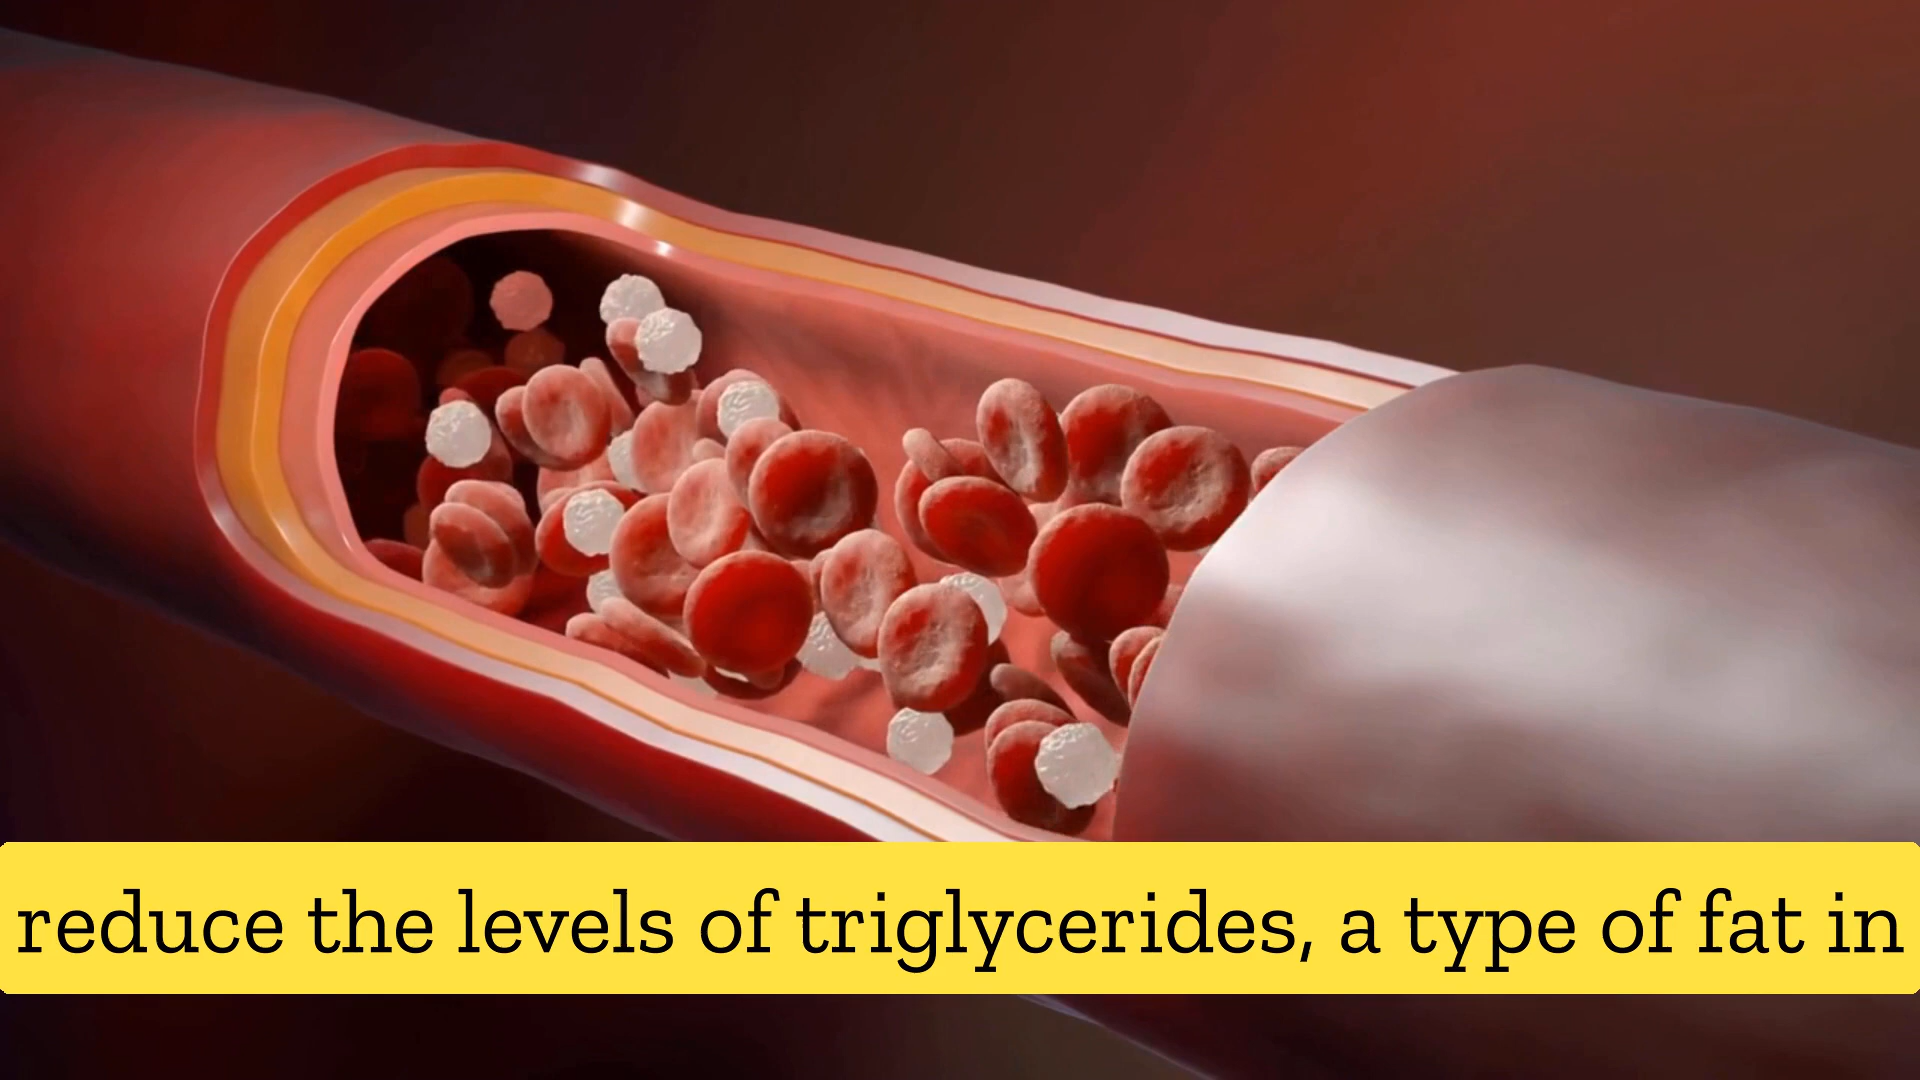 reduce the levels of triglycerides, a type of fat in